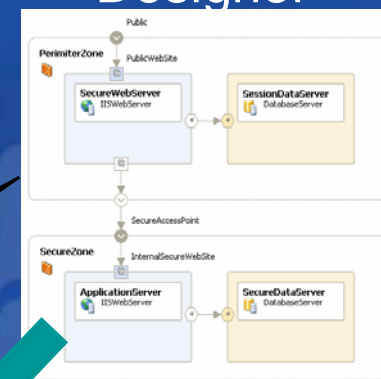 Designer
Public
PerimiterZone
PublicWebSite
SecureWebServer
IISWebServer
SessionDataServer
DatabaseServer
SecureAccessPoint
SecureZone
InternalSecureWebSite
ApplicationServer
IISWebServer
SecureDataServer
DatabaseServer